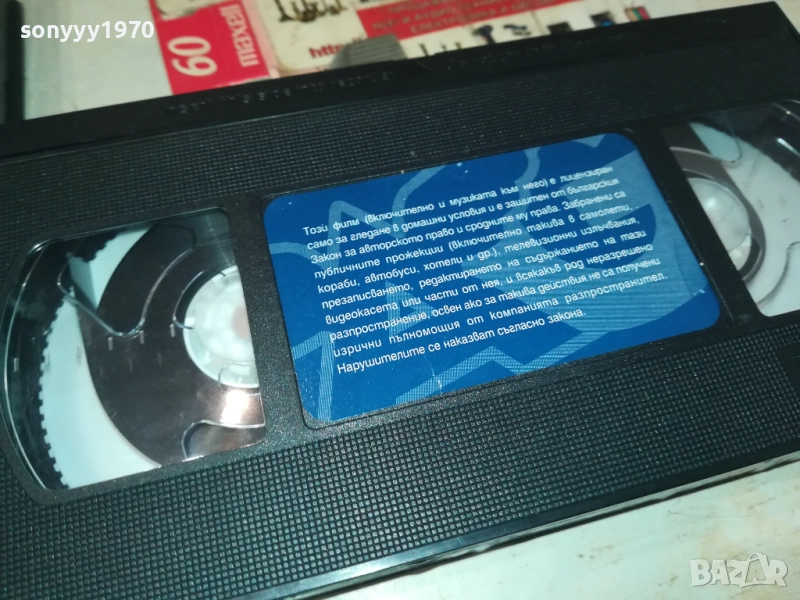 sonyyy1970
60
maxell
http
Този филм (включително и музиката към него) е лицензиран
само за гледане в домашни условия и е защитен от българския
Закон за авторското право и сродните му права. Забранени са
публичните прожекции (включително такива в самолети,
кораби, автобуси, хотели и др.), телевизионни излъчвания,
презаписването, редактирането на съдържанието на тази
видеокасета или части от нея, и всякакъв род неразрешено
разпространение, освен ако за такива действия не са получени
изрични пълномощия от компанията разпространител.
Нарушителите се наказват съгласно закона.
BAZAR